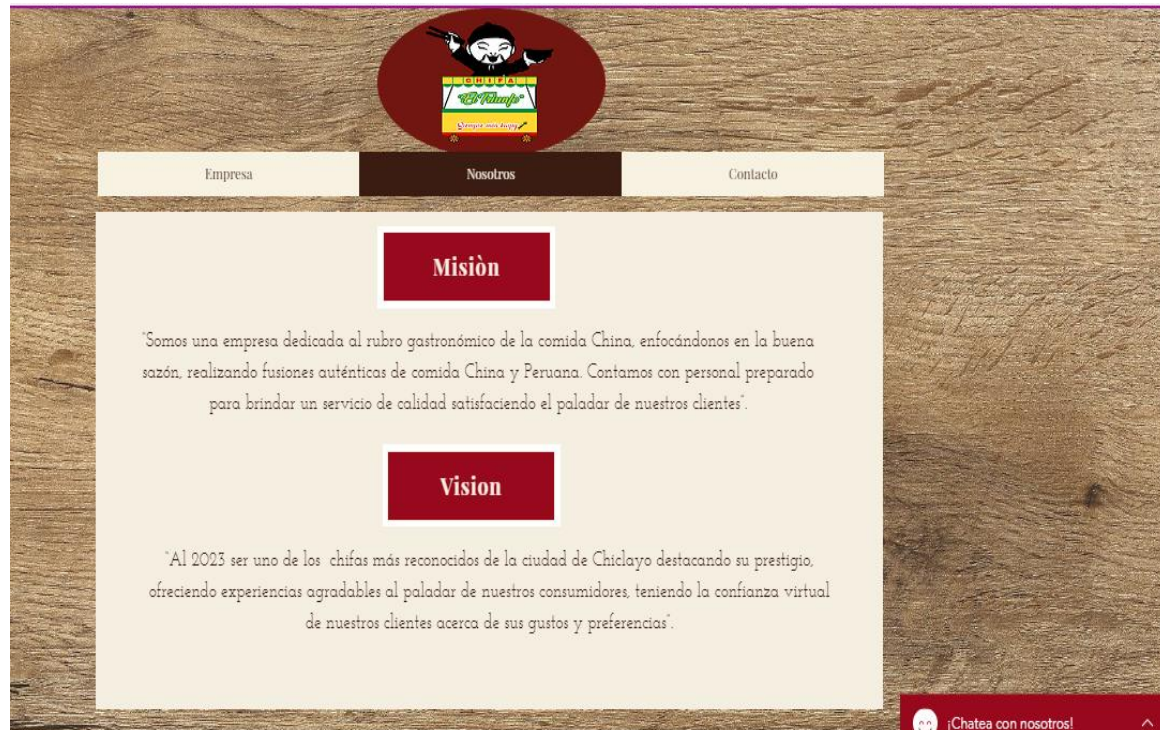 CHIFA
"El Triunfo"
Siempre
Empresa Nosotros Contacto
Misiòn
"Somos una empresa dedicada al rubro gastronómico de la comida China, enfocándonos en la buena
sazón, realizando fusiones auténticas de comida China y Peruana. Contamos con personal preparado
para brindar un servicio de calidad satisfaciendo el paladar de nuestros clientes".
Vision
"Al 2023 ser uno de los chifas más reconocidos de la ciudad de Chiclayo destacando su prestigio,
ofreciendo experiencias agradables al paladar de nuestros consumidores, teniendo la confianza virtual
de nuestros clientes acerca de sus gustos y preferencias".
¡Chatea con nosotros!